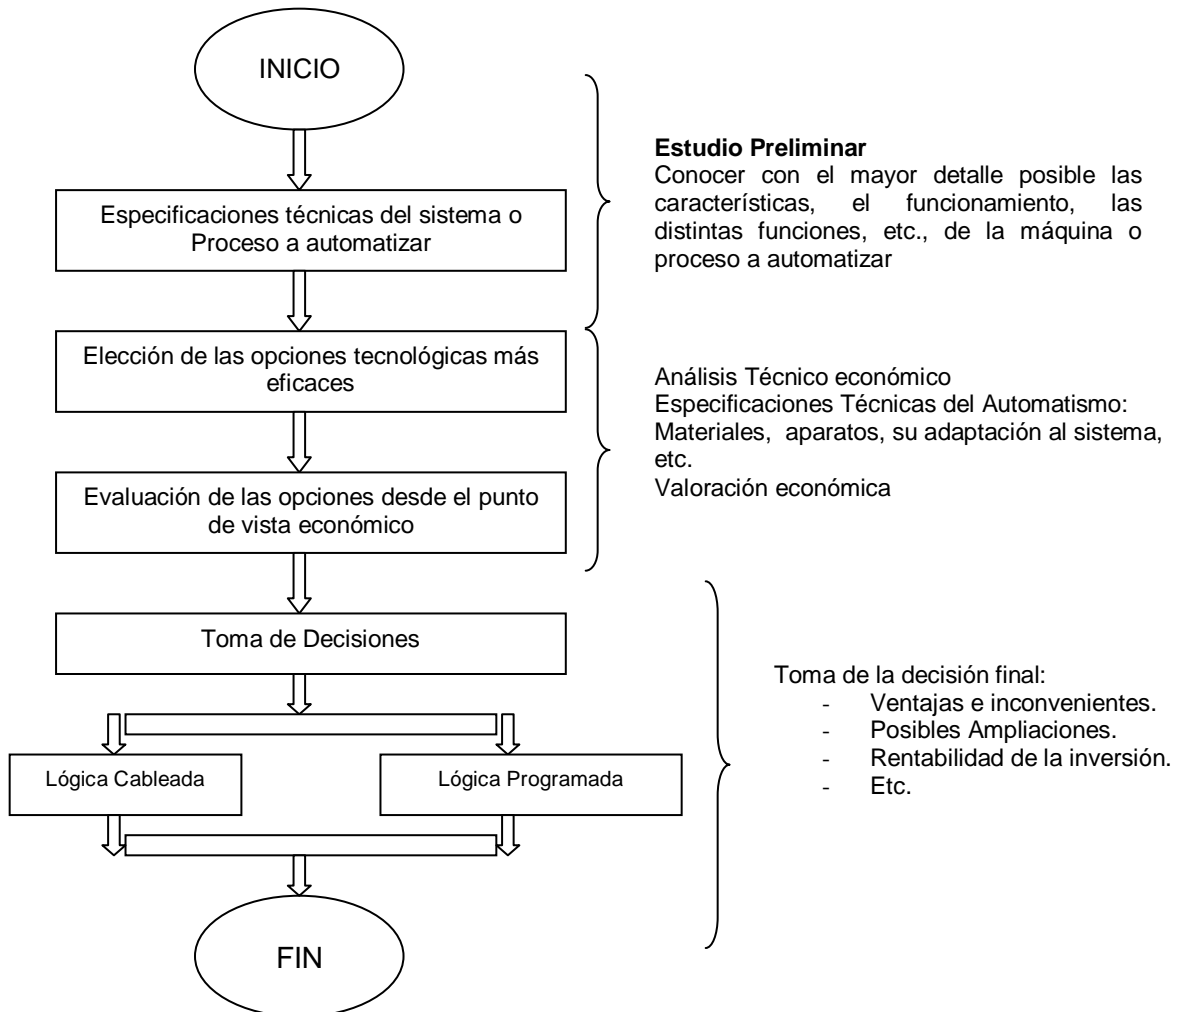 INICIO
Estudio Preliminar
Conocer con el mayor detalle posible las
características, el funcionamiento, las
distintas funciones, etc., de la máquina o
proceso a automatizar
Especificaciones técnicas del sistema o
Proceso a automatizar
Elección de las opciones tecnológicas más
eficaces
Análisis Técnico económico
Especificaciones Técnicas del Automatismo:
Materiales, aparatos, su adaptación al sistema,
etc.
Valoración económica
Evaluación de las opciones desde el punto
de vista económico
Toma de Decisiones
Toma de la decisión final:
- Ventajas e inconvenientes.
- Posibles Ampliaciones.
- Rentabilidad de la inversión.
- Etc.
Lógica Cableada
Lógica Programada
FIN